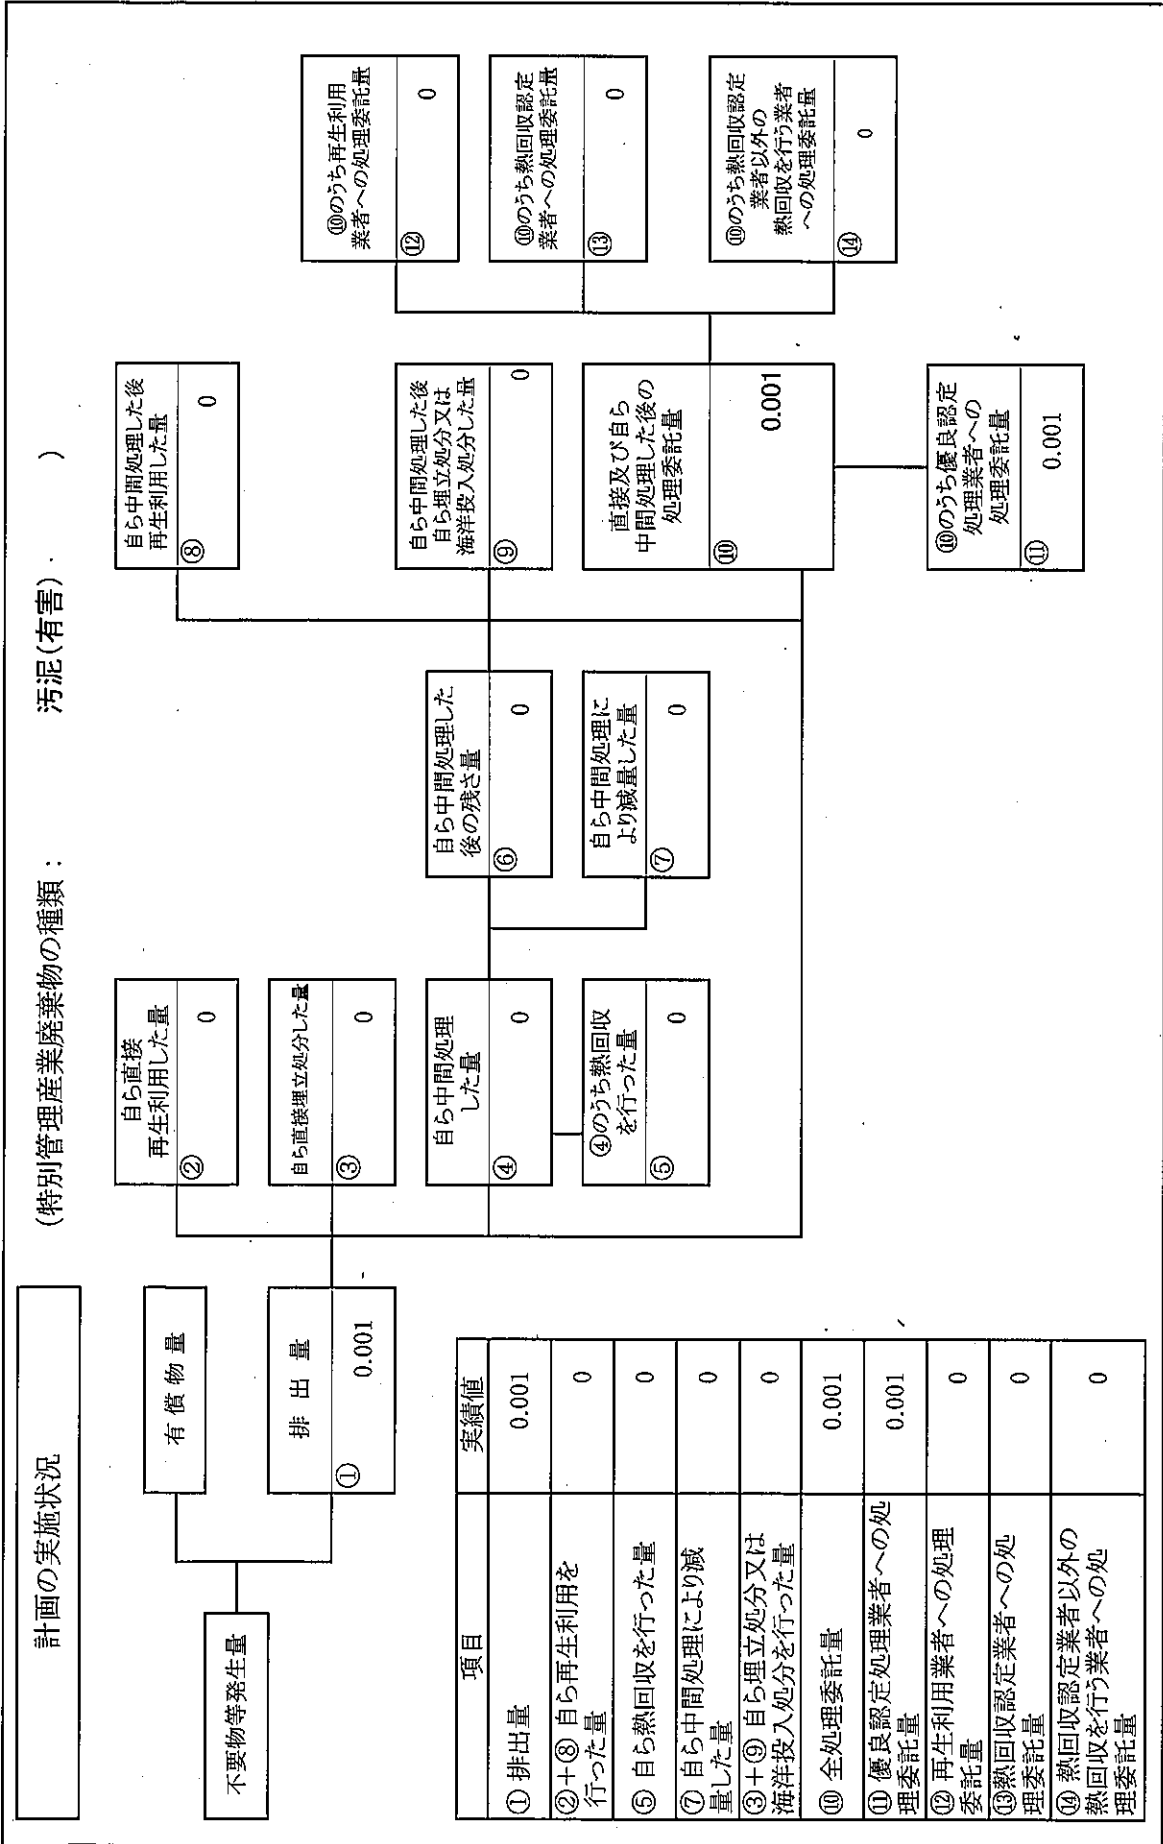 計画の実施状況
(特別管理産業廃棄物の種類：
汚泥(有害)
)
不要物等発生量
有償物量
排出量
①
0.001
自ら直接
再生利用した量
②
0
自ら直接埋立処分した量
③
0
自ら中間処理
した量
④
0
④のうち熱回収
を行った量
⑤
0
自ら中間処理した
後の残さ量
⑥
0
自ら中間処理に
より減量した量
⑦
0
自ら中間処理した後
再生利用した量
⑧
0
自ら中間処理した後
自ら埋立処分又は
海洋投入処分した量
⑨
0
直接及び自ら
中間処理した後の
処理委託量
⑩
0.001
⑩のうち優良認定
処理業者への
処理委託量
⑪
0.001
⑩のうち再生利用
業者への処理委託量
⑫
0
⑩のうち熱回収認定
業者への処理委託量
⑬
0
⑩のうち熱回収認定
業者以外の
熱回収を行う業者
への処理委託量
⑭
0
項目
実績値
① 排出量
0.001
②＋⑧ 自ら再生利用を
行った量
0
⑤ 自ら熱回収を行った量
0
⑦ 自ら中間処理により減
量した量
0
③＋⑨ 自ら埋立処分又は
海洋投入処分を行った量
0
⑩ 全処理委託量
0.001
⑪ 優良認定処理業者への処
理委託量
0.001
⑫ 再生利用業者への処理
委託量
0
⑬熱回収認定業者への処
理委託量
0
⑭ 熱回収認定業者以外の
熱回収を行う業者への処
理委託量
0